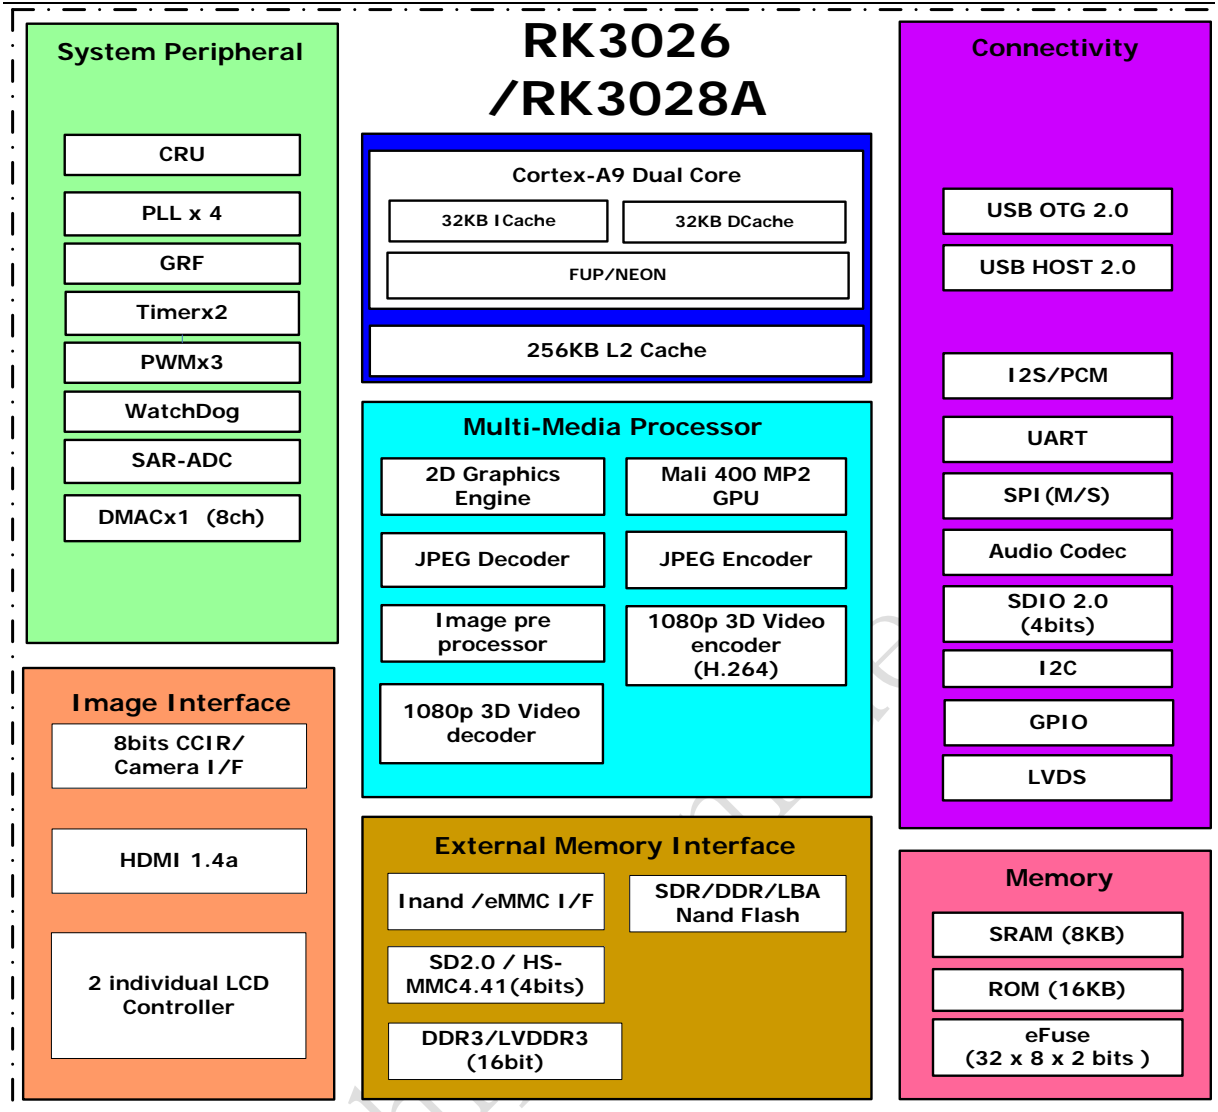 RK3026
/RK3028A
System Peripheral
CRU
PLL x 4
GRF
Timerx2
PWMx3
WatchDog
SAR-ADC
DMACx1 (8ch)
Image Interface
8bits CCIR/
Camera I/F
HDMI 1.4a
2 individual LCD
Controller
Cortex-A9 Dual Core
32KB ICache
32KB DCache
FUP/NEON
256KB L2 Cache
Multi-Media Processor
2D Graphics
Engine
Mali 400 MP2
GPU
JPEG Decoder
JPEG Encoder
Image pre
processor
1080p 3D Video
encoder
(H.264)
1080p 3D Video
decoder
External Memory Interface
Inand /eMMC I/F
SDR/DDR/LBA
Nand Flash
SD2.0 / HS-
MMC4.41(4bits)
DDR3/LVDDR3
(16bit)
Connectivity
USB OTG 2.0
USB HOST 2.0
I2S/PCM
UART
SPI(M/S)
Audio Codec
SDIO 2.0
(4bits)
I2C
GPIO
LVDS
Memory
SRAM (8KB)
ROM (16KB)
eFuse
(32 x 8 x 2 bits )